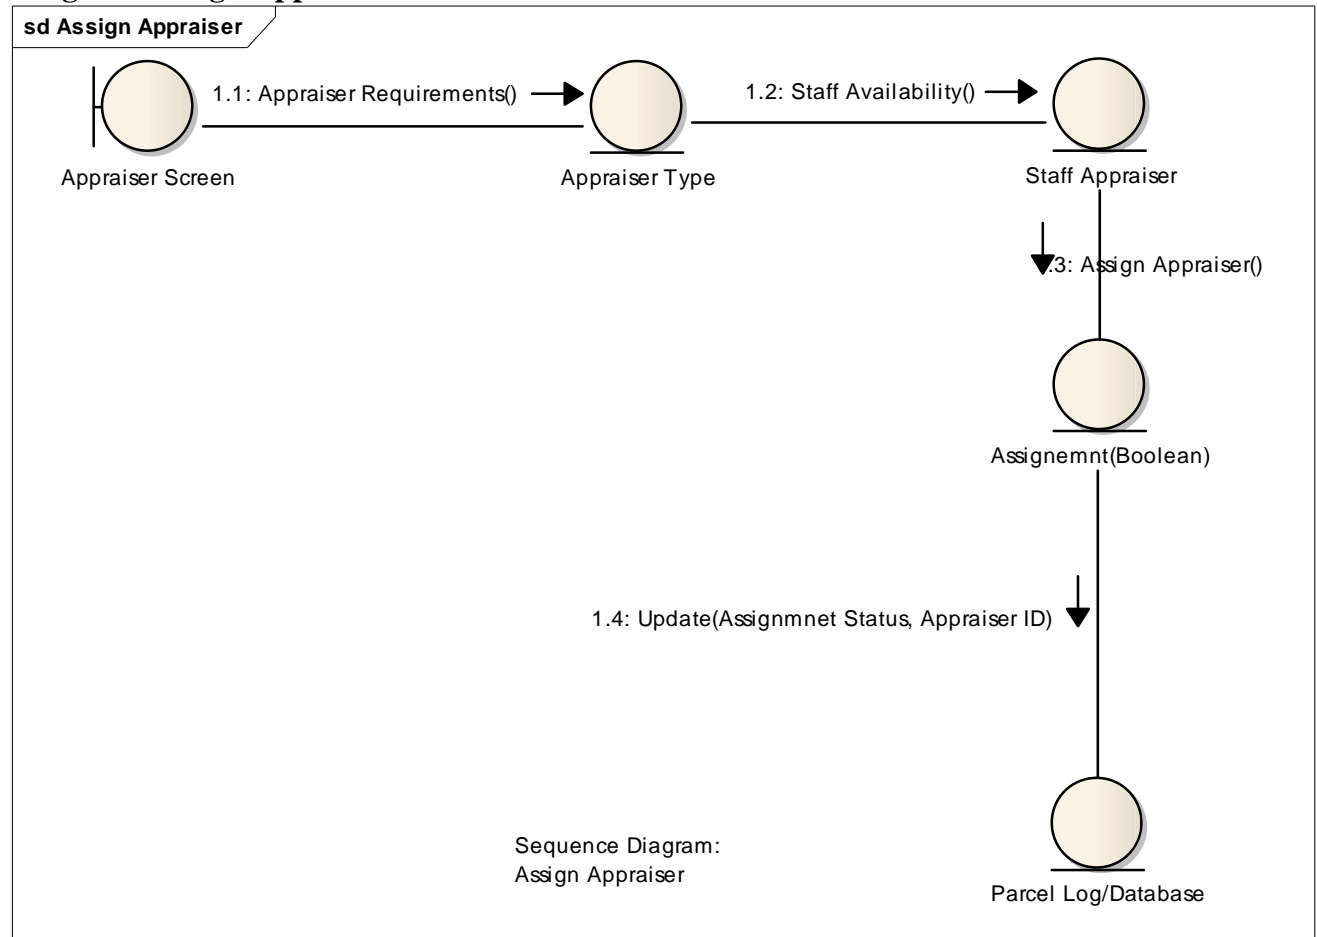 sd Assign Appraiser
1.1: Appraiser Requirements()
1.2: Staff Availability()
Appraiser Screen
Appraiser Type
Staff Appraiser
.3: Assign Appraiser()
Assignemnt(Boolean)
1.4: Update(Assignmnet Status, Appraiser ID)
Sequence Diagram:
Assign Appraiser
Parcel Log/Database